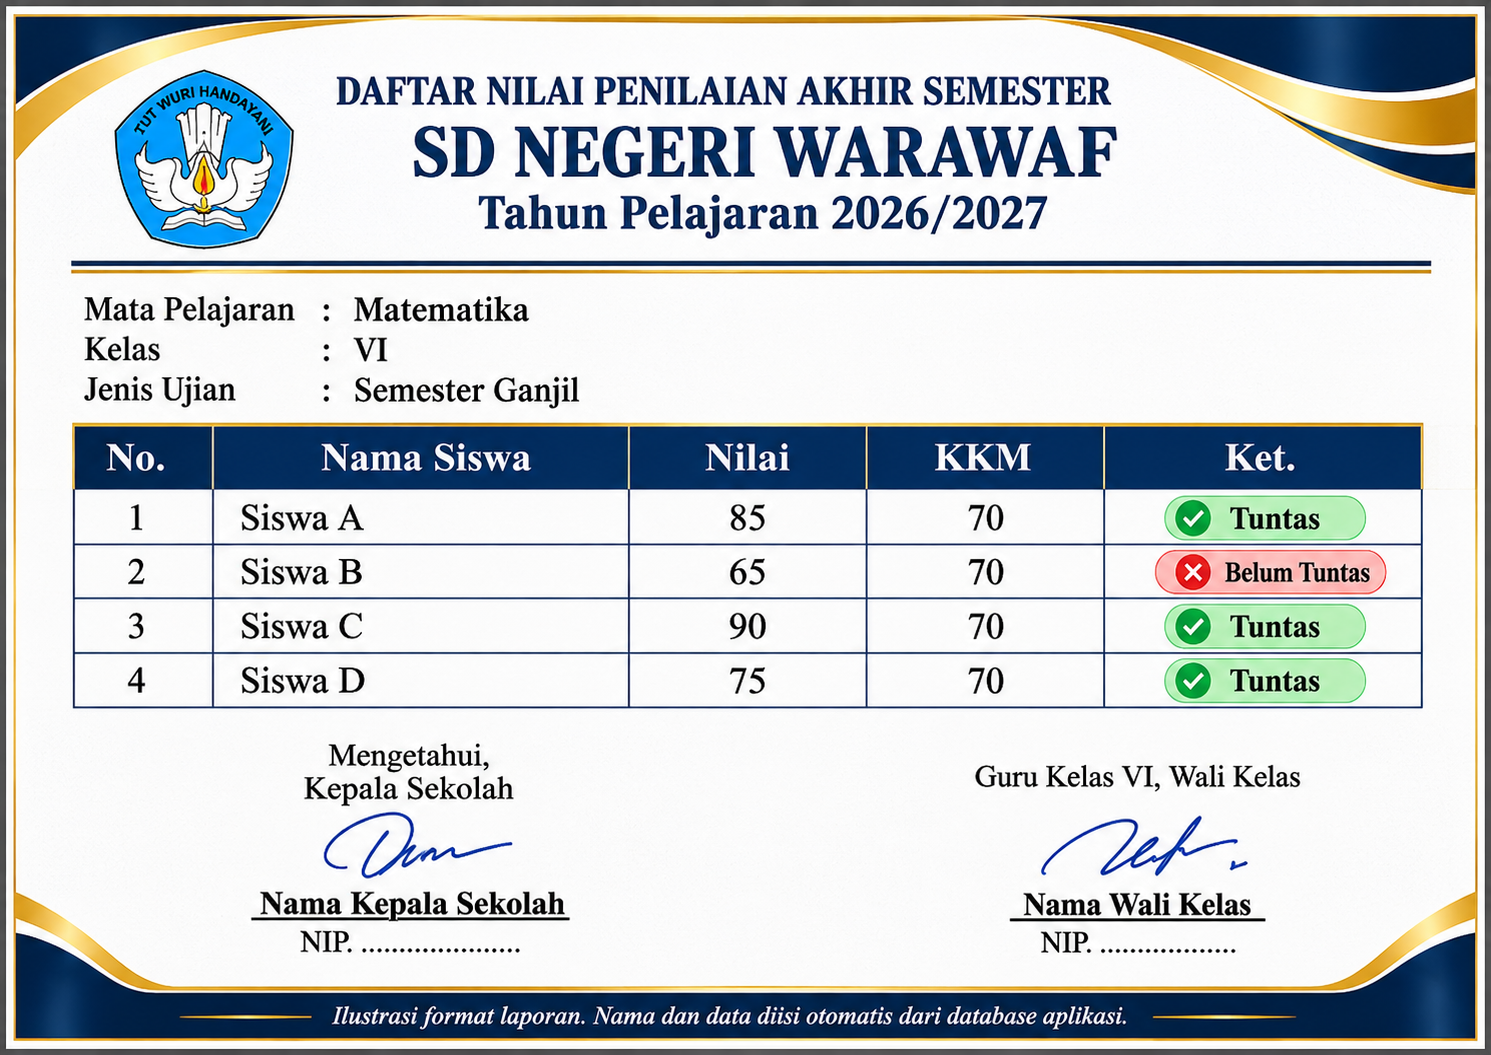 TUT WURI HANDAYANI
DAFTAR NILAI PENILAIAN AKHIR SEMESTER
SD NEGERI WARAWAF
Tahun Pelajaran 2026/2027
Mata Pelajaran : Matematika
Kelas : VI
Jenis Ujian : Semester Ganjil
No. Nama Siswa Nilai KKM Ket.
1 Siswa A 85 70 Tuntas
2 Siswa B 65 70 Belum Tuntas
3 Siswa C 90 70 Tuntas
4 Siswa D 75 70 Tuntas
Mengetahui,
Kepala Sekolah
Guru Kelas VI, Wali Kelas
Nama Kepala Sekolah
Nama Wali Kelas
NIP. .....................
NIP. ..................
Ilustrasi format laporan. Nama dan data diisi otomatis dari database aplikasi.